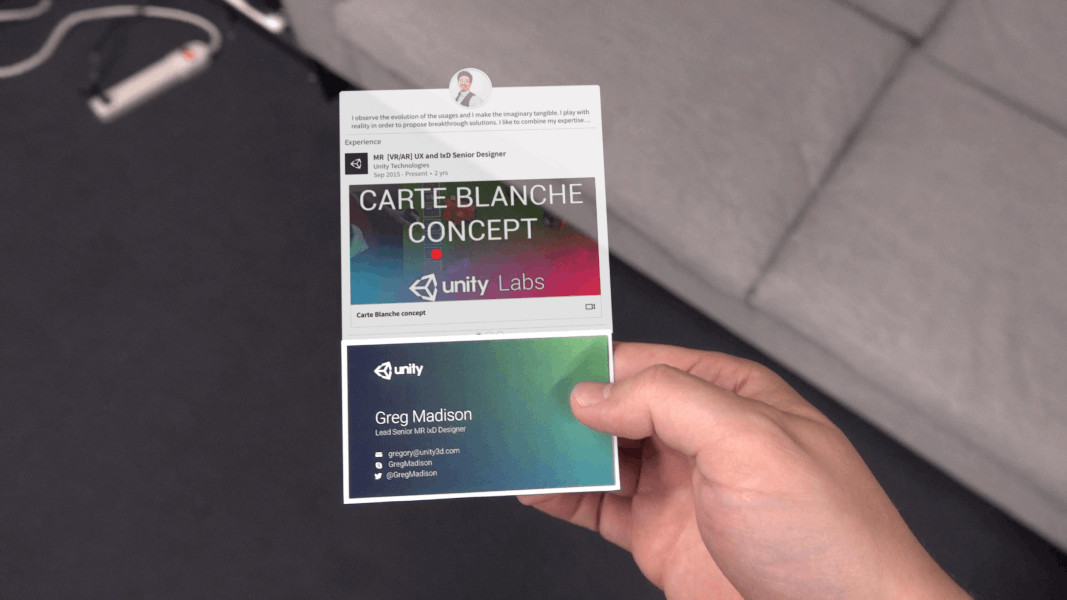 I observe the evolution of the usages and I make the imaginary tangible. I play with
reality in order to propose breakthrough solutions. I like to combine my expertise...
Experience
MR [VR/AR] UX and IxD Senior Designer
Unity Technologies
Sep 2015 - Present • 2 yrs
CARTE BLANCHE
CONCEPT
unity Labs
Carte Blanche concept
unity
Greg Madison
Lead Senior MR IxD Designer
gregory@unity3d.com
GregMadison
@GregMadison